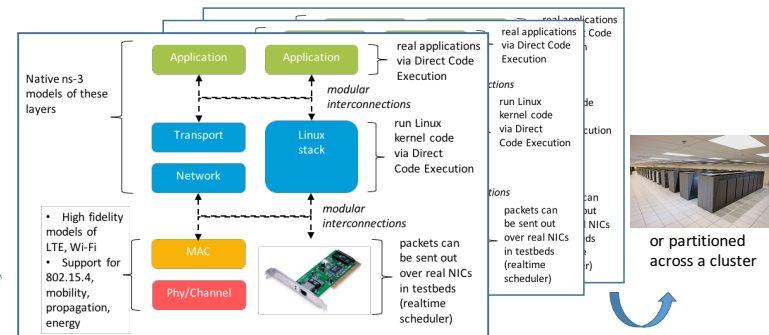 Application
Application
real applications
via Direct Code
Execution
Native ns-3
models of these
layers
modular
interconnections
Transport
Linux
stack
Network
run Linux
kernel code
via Direct
Code Execution
modular
interconnections
• High fidelity
models of
LTE, Wi-Fi
• Support for
802.15.4,
mobility,
propagation,
energy
MAC
Phy/Channel
packets can
be sent out
over real NICs
in testbeds
(realtime
scheduler)
real applications
via Direct Code
Execution
run Linux
kernel code
via Direct
Code Execution
packets can
be sent out
over real NICs
in testbeds
(realtime
scheduler)
real applications
or partitioned
across a cluster